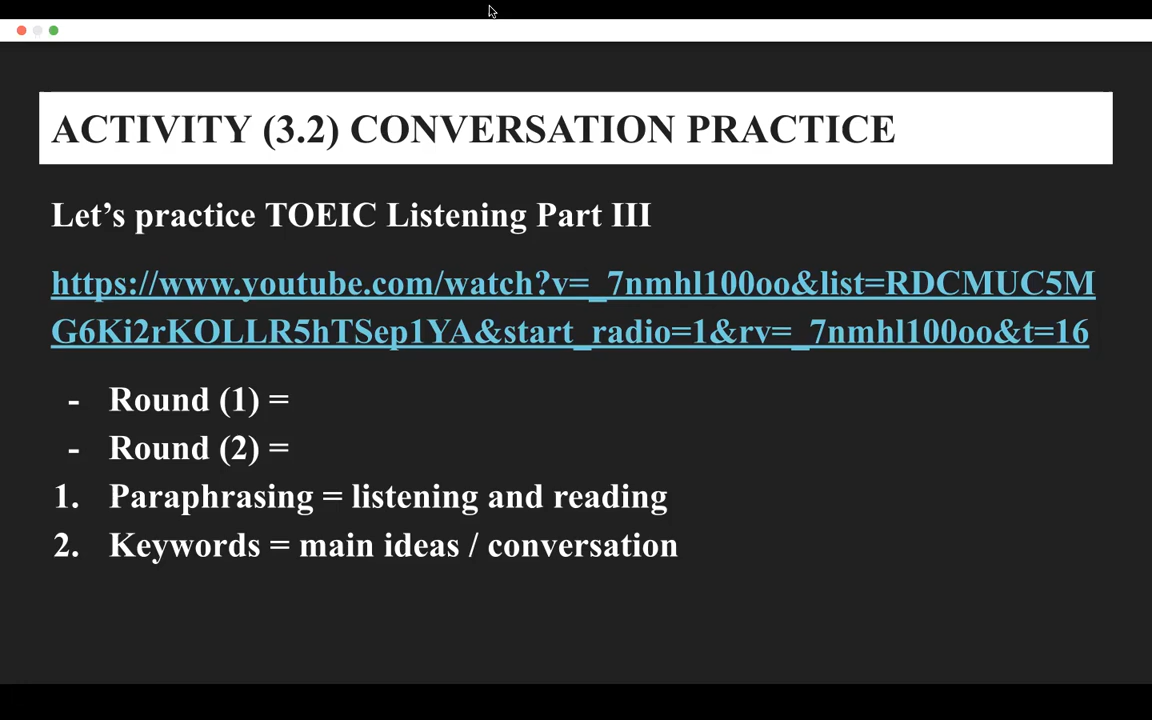 ACTIVITY (3.2) CONVERSATION PRACTICE
Let’s practice TOEIC Listening Part III
https://www.youtube.com/watch?v=_7nmhl100oo&list=RDCMUC5M
G6Ki2rKOLLR5hTSep1YA&start_radio=1&rv=_7nmhl100oo&t=16
- Round (1) =
- Round (2) =
1. Paraphrasing = listening and reading
2. Keywords = main ideas / conversation